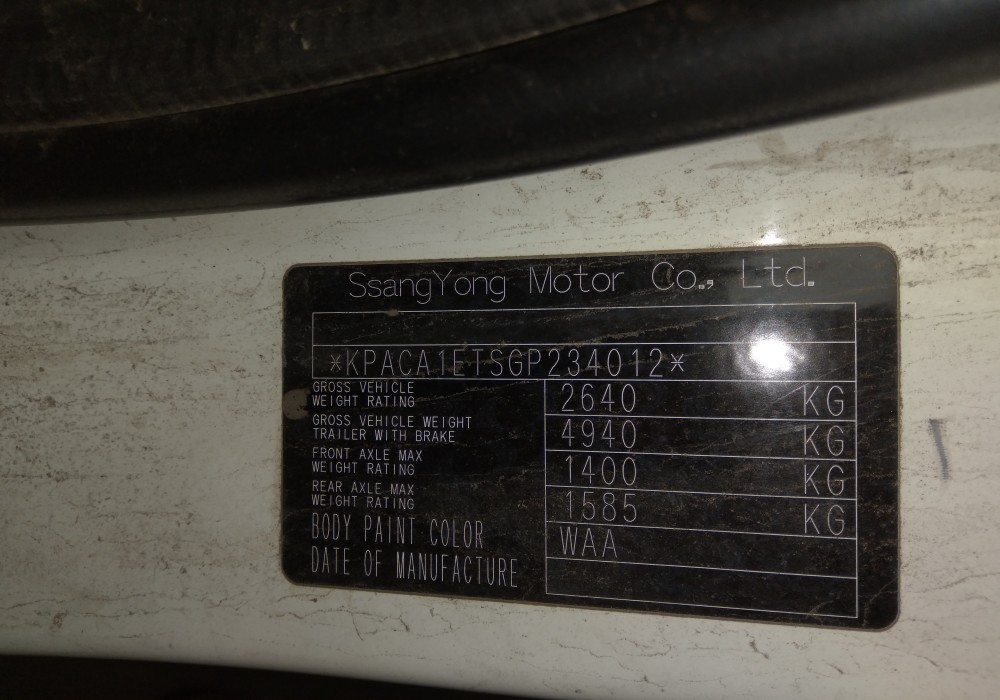 SsangYong Motor Co., Ltd.
*KPACA1ETSGP234012*
GROSS VEHICLE
WEIGHT RATING 2640 KG
GROSS VEHICLE WEIGHT
TRAILER WITH BRAKE 4940 KG
FRONT AXLE MAX
WEIGHT RATING 1400 KG
REAR AXLE MAX
WEIGHT RATING 1585 KG
BODY PAINT COLOR WAA
DATE OF MANUFACTURE